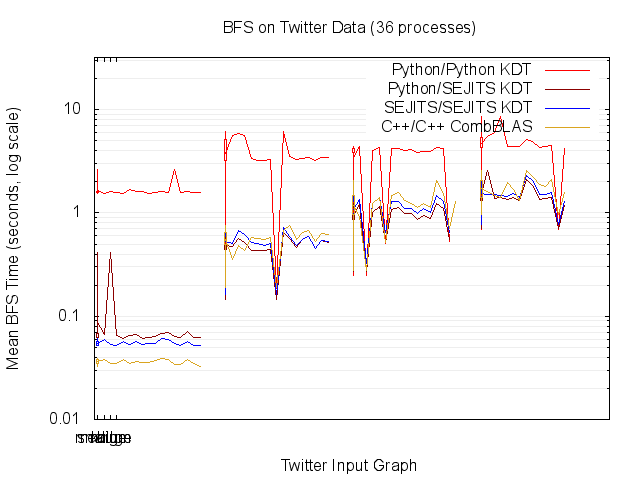 BFS on Twitter Data (36 processes)
Python/Python KDT
Python/SEJITS KDT
SEJITS/SEJITS KDT
C++/C++ CombBLAS
Mean BFS Time (seconds, log scale)
10
1
0.1
0.01
Twitter Input Graph